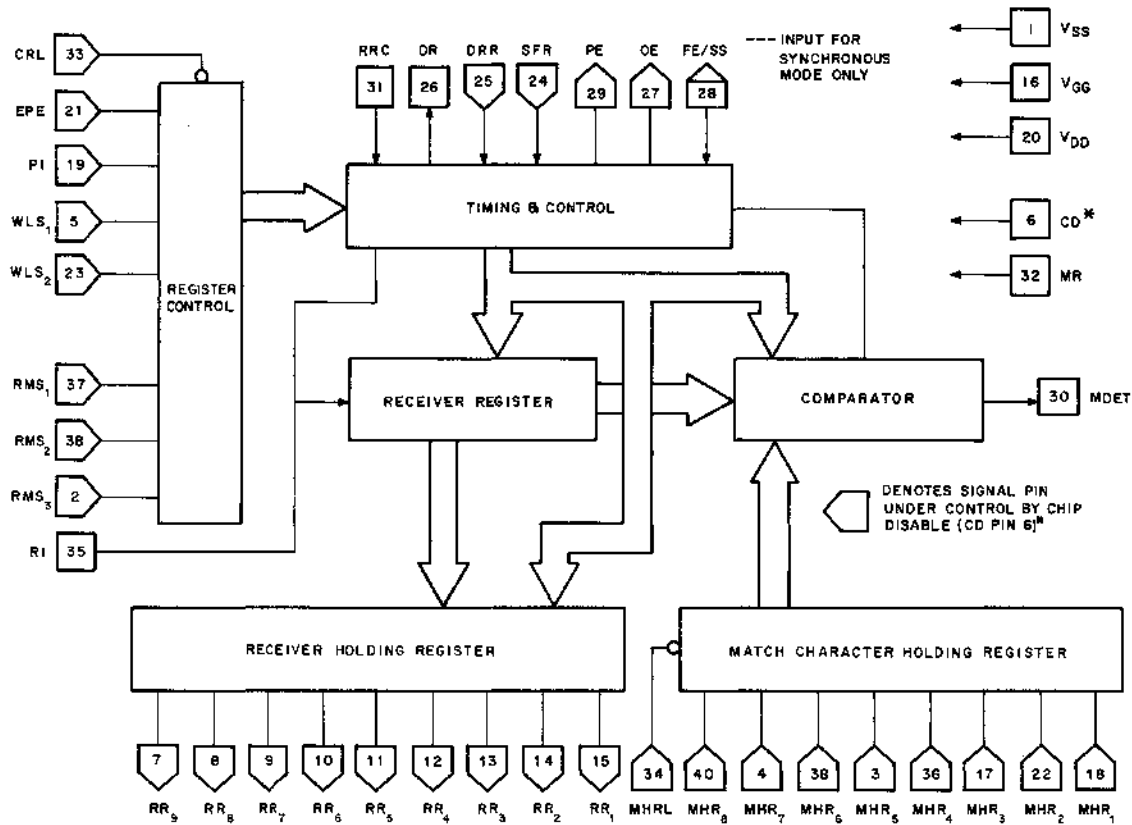 CRL 33
EPE 21
PI 19
WLS1 5
WLS2 23
RMS1 37
RMS2 38
RMS3 2
RI 35
REGISTER
CONTROL
RRC DR DRR SFR PE OE FE/SS
31 26 25 24 29 27 28
--- INPUT FOR
SYNCHRONOUS
MODE ONLY
1 VSS
16 VGG
20 VDD
6 CD*
32 MR
TIMING & CONTROL
RECEIVER REGISTER
COMPARATOR
30 MDET
DENOTES SIGNAL PIN
UNDER CONTROL BY CHIP
DISABLE (CD PIN 6)*
RECEIVER HOLDING REGISTER
MATCH CHARACTER HOLDING REGISTER
7 8 9 10 11 12 13 14 15
RR9 RR8 RR7 RR6 RR5 RR4 RR3 RR2 RR1
34 40 4 38 3 36 17 22 18
MHRL MHR8 MHR7 MHR6 MHR5 MHR4 MHR3 MHR2 MHR1